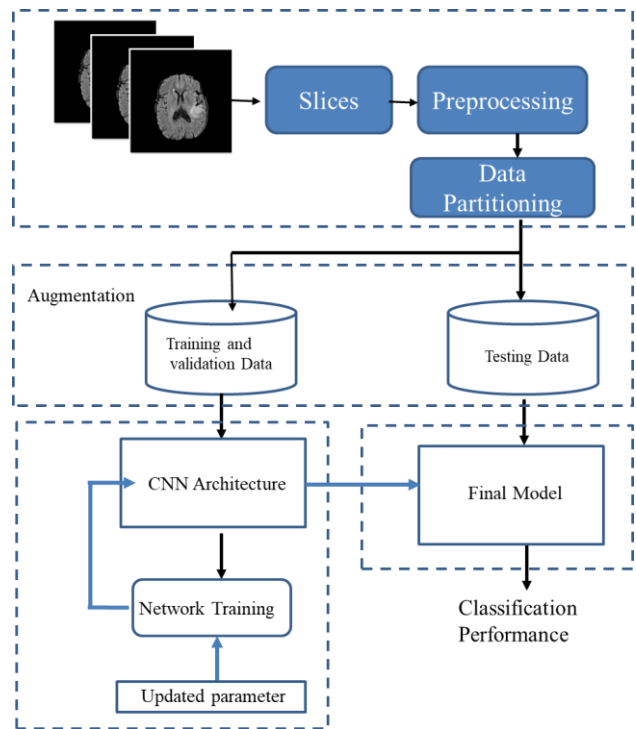 Slices
Preprocessing
Data
Partitioning
Augmentation
Training and
validation Data
Testing Data
CNN Architecture
Final Model
Network Training
Classification
Performance
Updated parameter